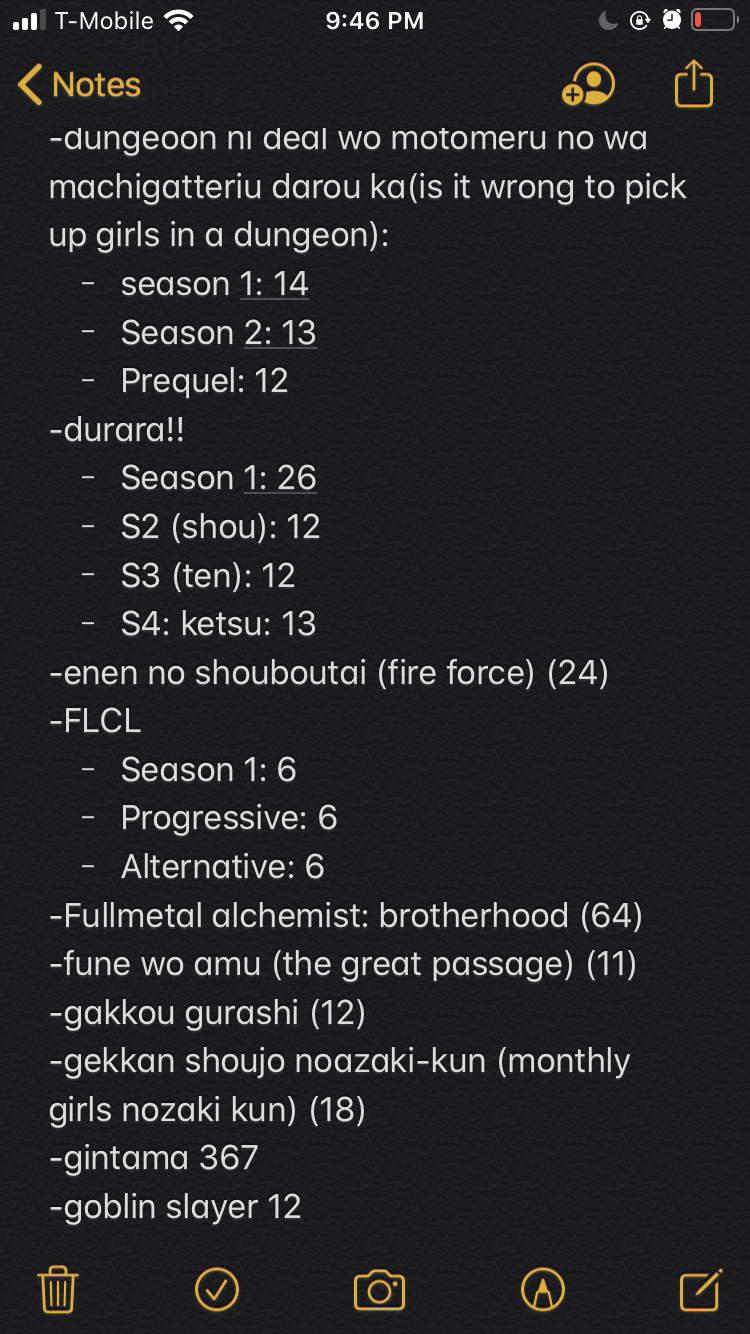 T-Mobile 9:46 PM
Notes
-dungeoon ni deal wo motomeru no wa
machigatteriu darou ka(is it wrong to pick
up girls in a dungeon):
- season 1: 14
- Season 2: 13
- Prequel: 12
-durara!!
- Season 1: 26
- S2 (shou): 12
- S3 (ten): 12
- S4: ketsu: 13
-enen no shouboutai (fire force) (24)
-FLCL
- Season 1: 6
- Progressive: 6
- Alternative: 6
-Fullmetal alchemist: brotherhood (64)
-fune wo amu (the great passage) (11)
-gakkou gurashi (12)
-gekkan shoujo noazaki-kun (monthly
girls nozaki kun) (18)
-gintama 367
-goblin slayer 12